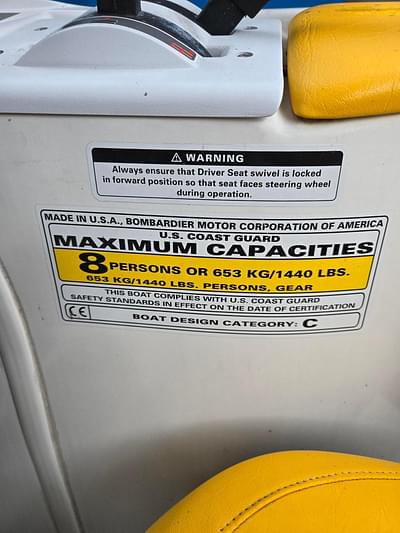 ⚠ WARNING
Always ensure that Driver Seat swivel is locked
in forward position so that seat faces steering wheel
during operation.
MADE IN U.S.A., BOMBARDIER MOTOR CORPORATION OF AMERICA
U.S. COAST GUARD
MAXIMUM CAPACITIES
8 PERSONS OR 653 KG/1440 LBS.
653 KG/1440 LBS. PERSONS, GEAR
THIS BOAT COMPLIES WITH U.S. COAST GUARD
SAFETY STANDARDS IN EFFECT ON THE DATE OF CERTIFICATION
CE BOAT DESIGN CATEGORY: C